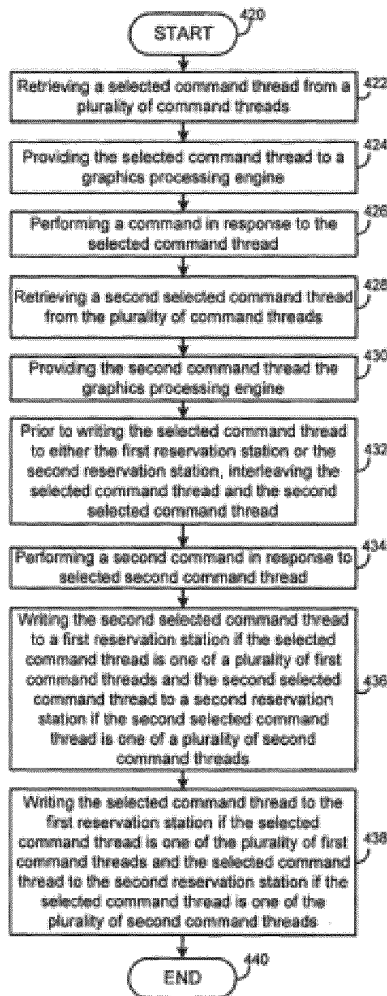 START
420
Retrieving a selected command thread from a
plurality of command threads
422
Providing the selected command thread to a
graphics processing engine
424
Performing a command in response to the
selected command thread
426
Retrieving a second selected command thread
from the plurality of command threads
428
Providing the second command thread the
graphics processing engine
430
Prior to writing the selected command thread
to either the first reservation station or the
second reservation station, interleaving the
selected command thread and the second
selected command thread
432
Performing a second command in response to
selected second command thread
434
Writing the second selected command thread
to a first reservation station if the selected
command thread is one of a plurality of first
command threads and the second selected
command thread to a second reservation
station if the second selected command
thread is one of a plurality of second
command threads
436
Writing the selected command thread to the
first reservation station if the selected
command thread is one of the plurality of first
command threads and the selected command
thread to the second reservation station if the
selected command thread is one of the
plurality of second command threads
438
END
440